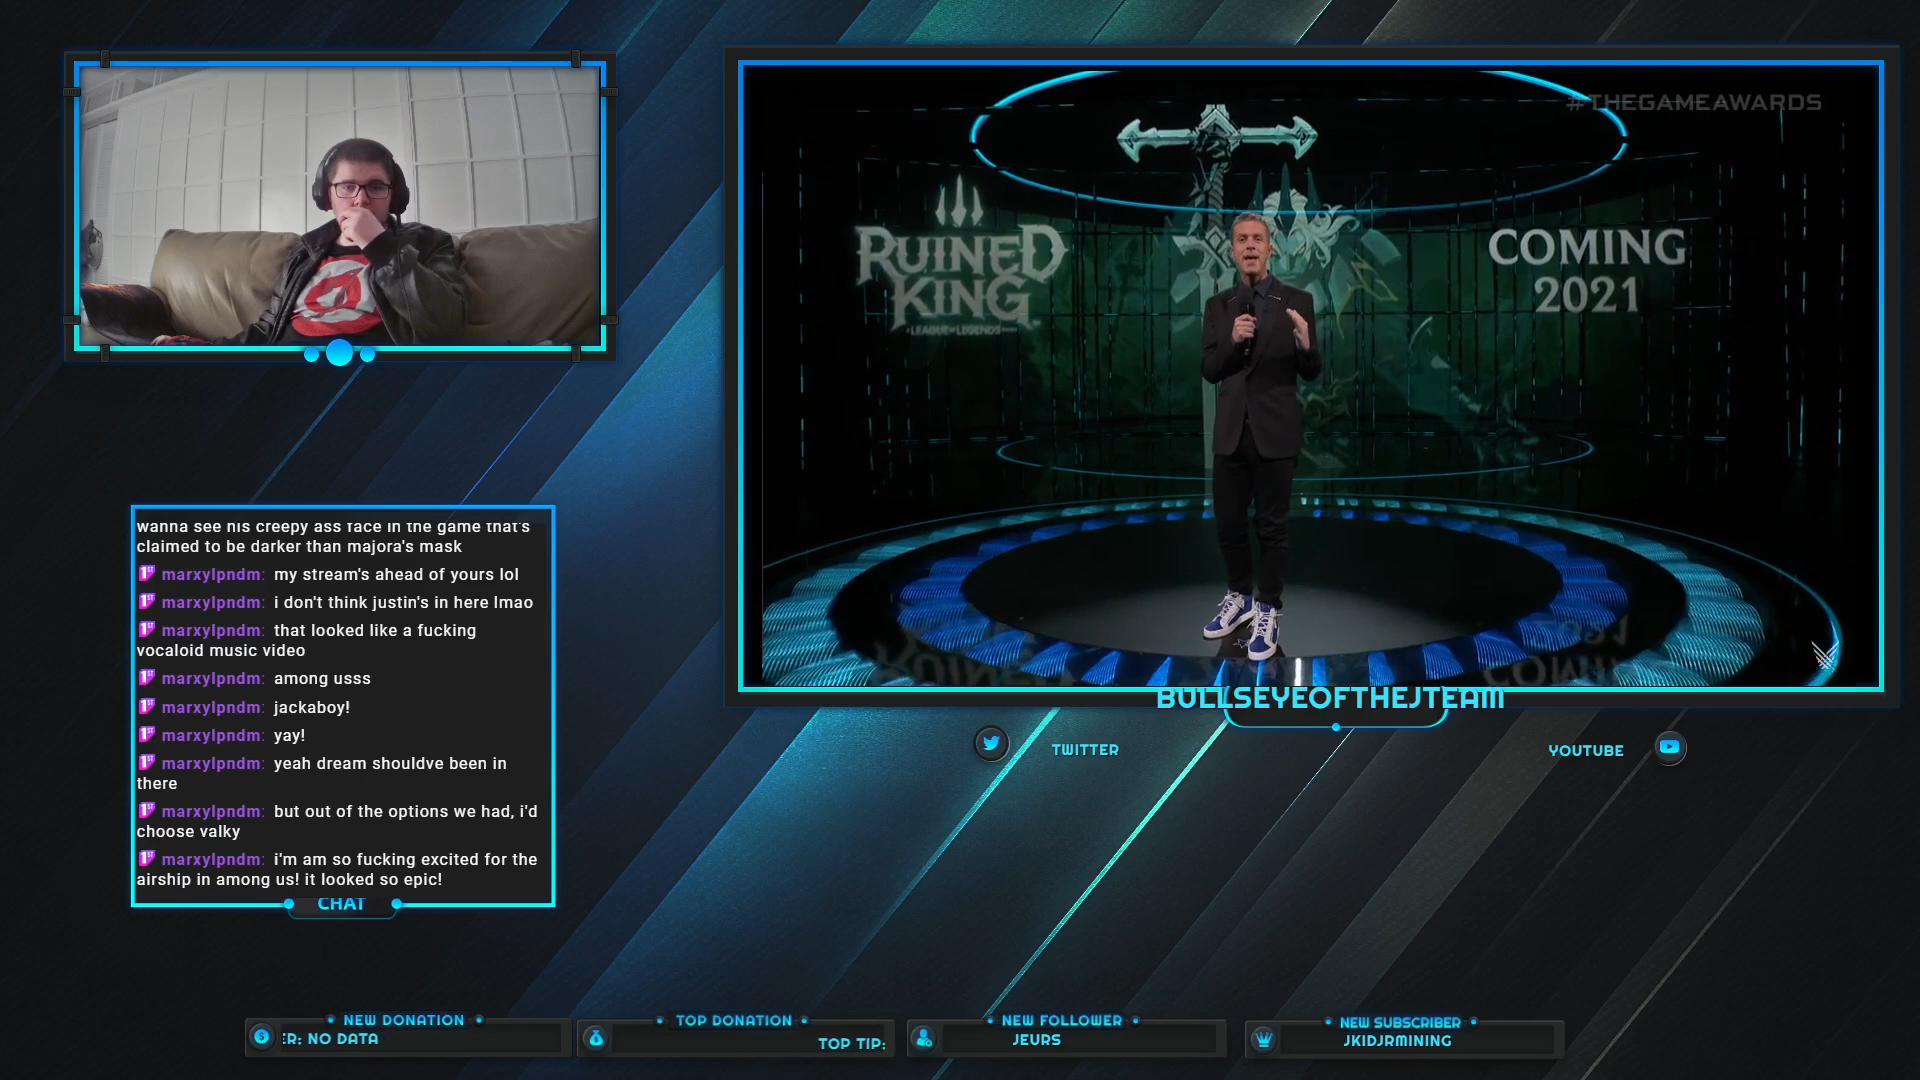 #THEGAMEAWARDS
RUINED
KING
A LEAGUE OF LEGENDS
COMING
2021
wanna see his creepy ass face in the game that's
claimed to be darker than majora's mask
marxylpndm: my stream's ahead of yours lol
marxylpndm: i don't think justin's in here lmao
marxylpndm: that looked like a fucking
vocaloid music video
marxylpndm: among usss
marxylpndm: jackaboy!
marxylpndm: yay!
marxylpndm: yeah dream shouldve been in
there
marxylpndm: but out of the options we had, i'd
choose valky
marxylpndm: i'm am so fucking excited for the
airship in among us! it looked so epic!
CHAT
BULLSEYEOFTHEJTEAM
TWITTER
YOUTUBE
NEW DONATION
ER: NO DATA
TOP DONATION
TOP TIP:
NEW FOLLOWER
JEURS
NEW SUBSCRIBER
JKIDJRMINING